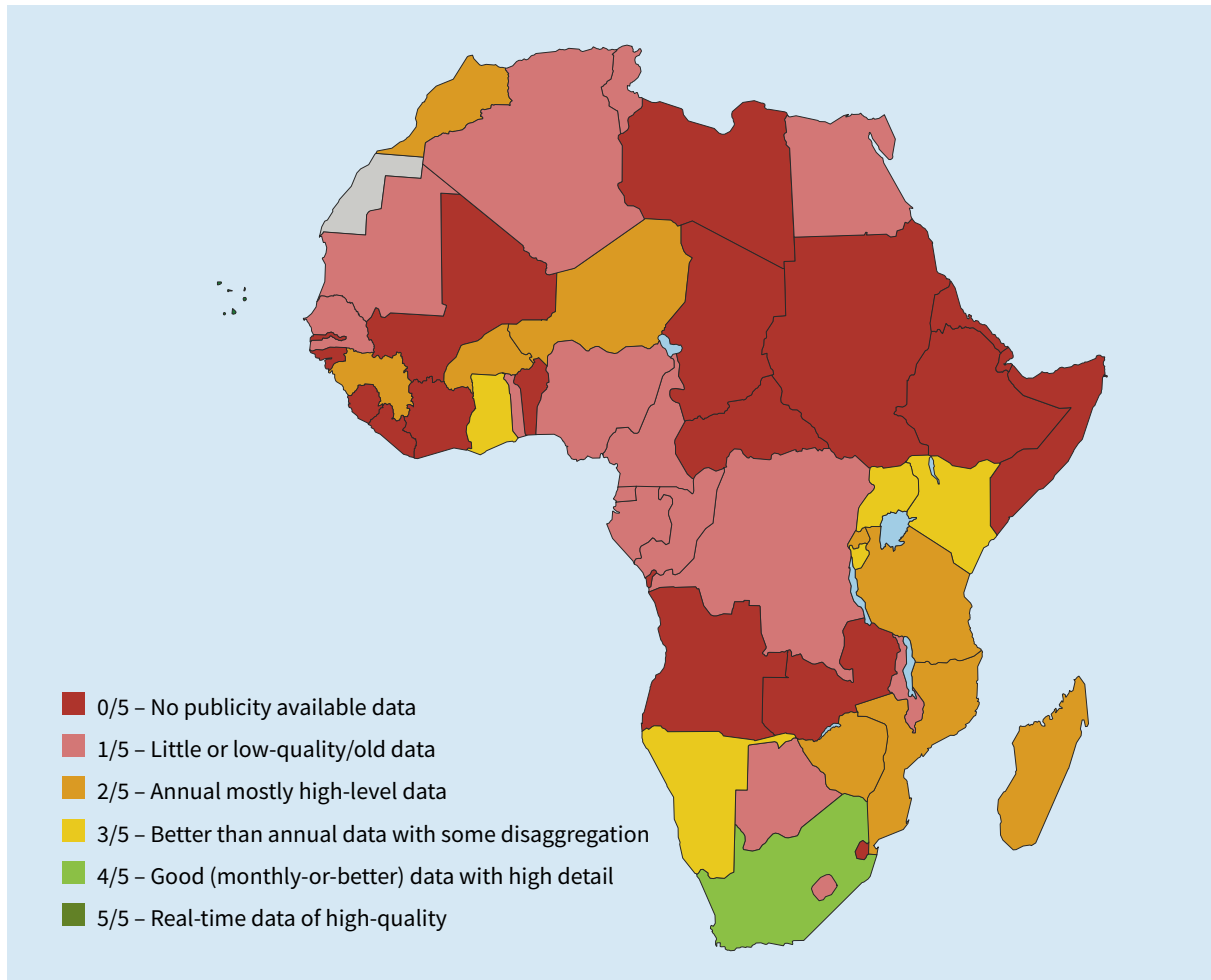 0/5 – No publicity available data
1/5 – Little or low-quality/old data
2/5 – Annual mostly high-level data
3/5 – Better than annual data with some disaggregation
4/5 – Good (monthly-or-better) data with high detail
5/5 – Real-time data of high-quality